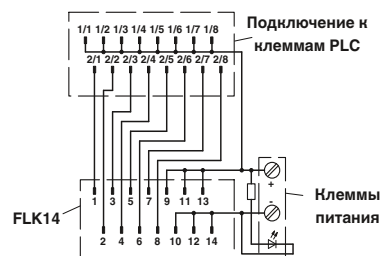 Подключение к
клеммам PLC
1/1 1/2 1/3 1/4 1/5 1/6 1/7 1/8
2/1 2/2 2/3 2/4 2/5 2/6 2/7 2/8
FLK14
1 3 5 7 9 11 13
2 4 6 8 10 12 14
+
-
Клеммы
питания